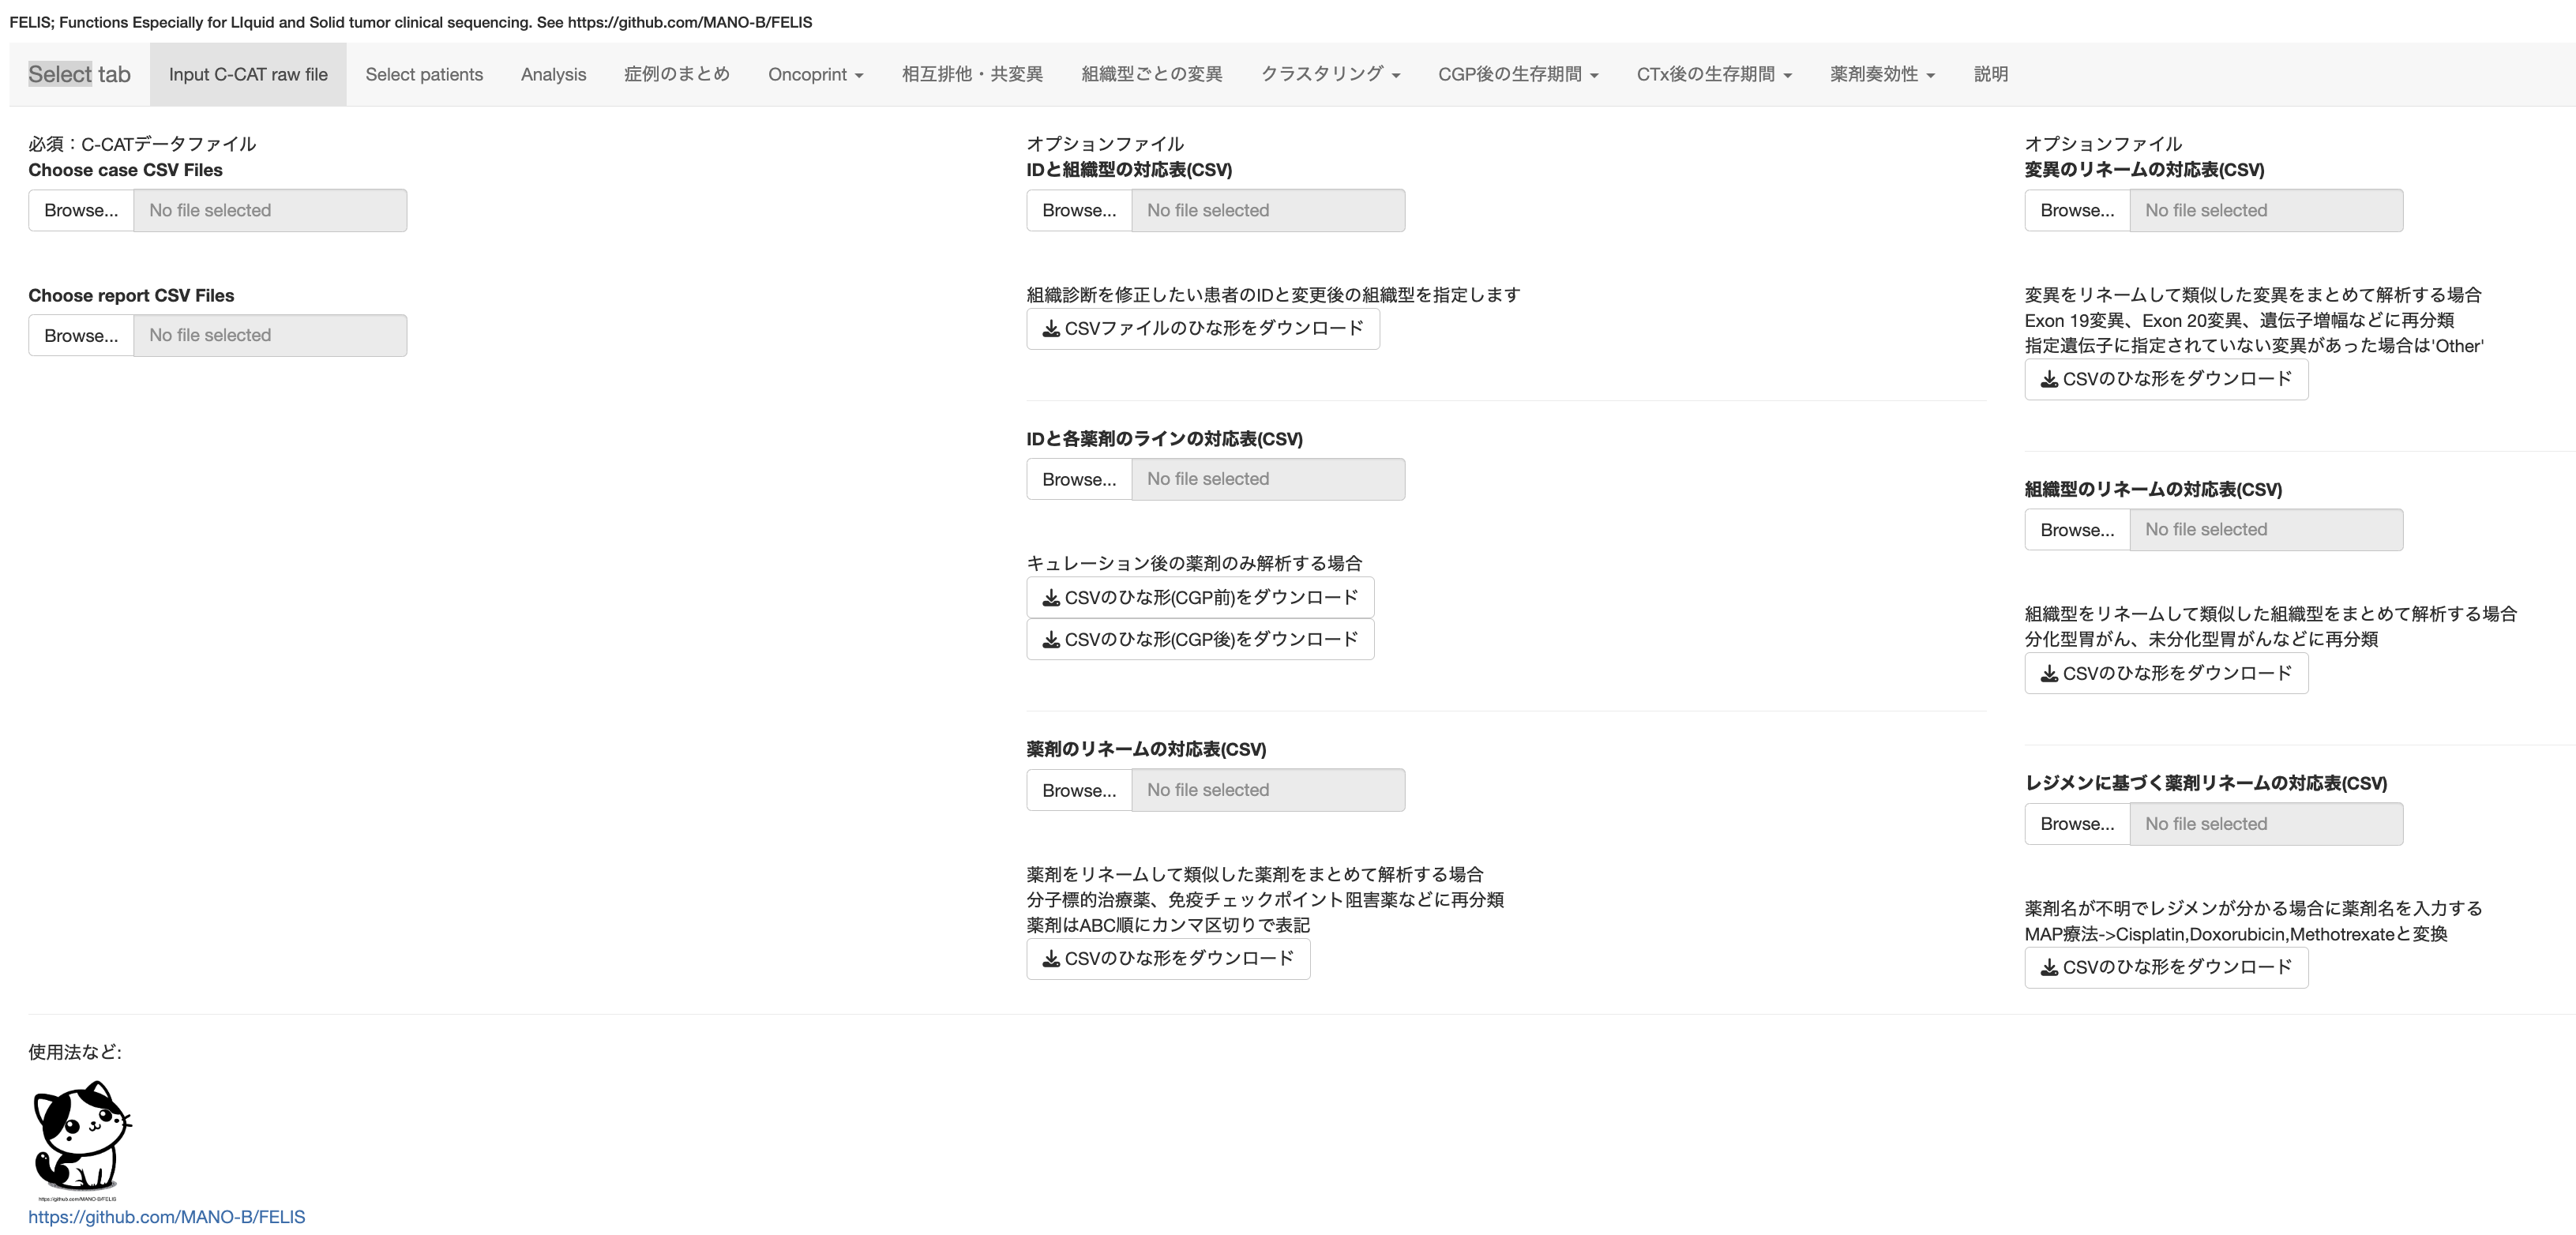 FELIS; Functions Especially for LIquid and Solid tumor clinical sequencing. See https://github.com/MANO-B/FELIS
Select tab Input C-CAT raw file Select patients Analysis 症例のまとめ Oncoprint 相互排他・共変異 組織型ごとの変異 クラスタリング CGP後の生存期間 CTx後の生存期間 薬剤奏効性 説明
必須：C-CATデータファイル
Choose case CSV Files
Browse... No file selected
Choose report CSV Files
Browse... No file selected
オプションファイル
IDと組織型の対応表(CSV)
Browse... No file selected
組織診断を修正したい患者のIDと変更後の組織型を指定します
CSVファイルのひな形をダウンロード
IDと各薬剤のラインの対応表(CSV)
Browse... No file selected
キュレーション後の薬剤のみ解析する場合
CSVのひな形(CGP前)をダウンロード
CSVのひな形(CGP後)をダウンロード
薬剤のリネームの対応表(CSV)
Browse... No file selected
薬剤をリネームして類似した薬剤をまとめて解析する場合
分子標的治療薬、免疫チェックポイント阻害薬などに再分類
薬剤はABC順にカンマ区切りで表記
CSVのひな形をダウンロード
オプションファイル
変異のリネームの対応表(CSV)
Browse... No file selected
変異をリネームして類似した変異をまとめて解析する場合
Exon 19変異、Exon 20変異、遺伝子増幅などに再分類
指定遺伝子に指定されていない変異があった場合は'Other'
CSVのひな形をダウンロード
組織型のリネームの対応表(CSV)
Browse... No file selected
組織型をリネームして類似した組織型をまとめて解析する場合
分化型胃がん、未分化型胃がんなどに再分類
CSVのひな形をダウンロード
レジメンに基づく薬剤リネームの対応表(CSV)
Browse... No file selected
薬剤名が不明でレジメンが分かる場合に薬剤名を入力する
MAP療法->Cisplatin,Doxorubicin,Methotrexateと変換
CSVのひな形をダウンロード
使用法など:
https://github.com/MANO-B/FELIS
https://github.com/MANO-B/FELIS